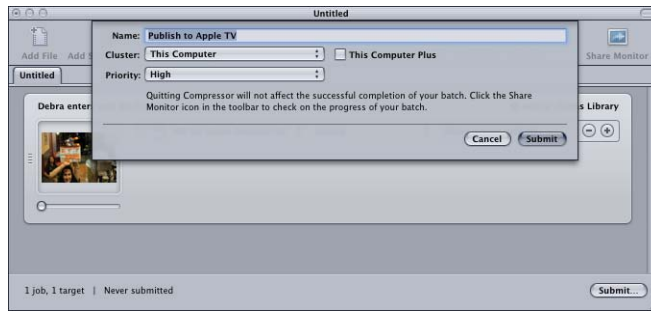 Untitled
Name: Publish to Apple TV
Add File Add S
Cluster: This Computer
This Computer Plus
Share Monitor
Untitled
Priority: High
Quitting Compressor will not affect the successful completion of your batch. Click the Share
Monitor icon in the toolbar to check on the progress of your batch.
Debra enter
s Library
Cancel Submit
1 job, 1 target | Never submitted
Submit...